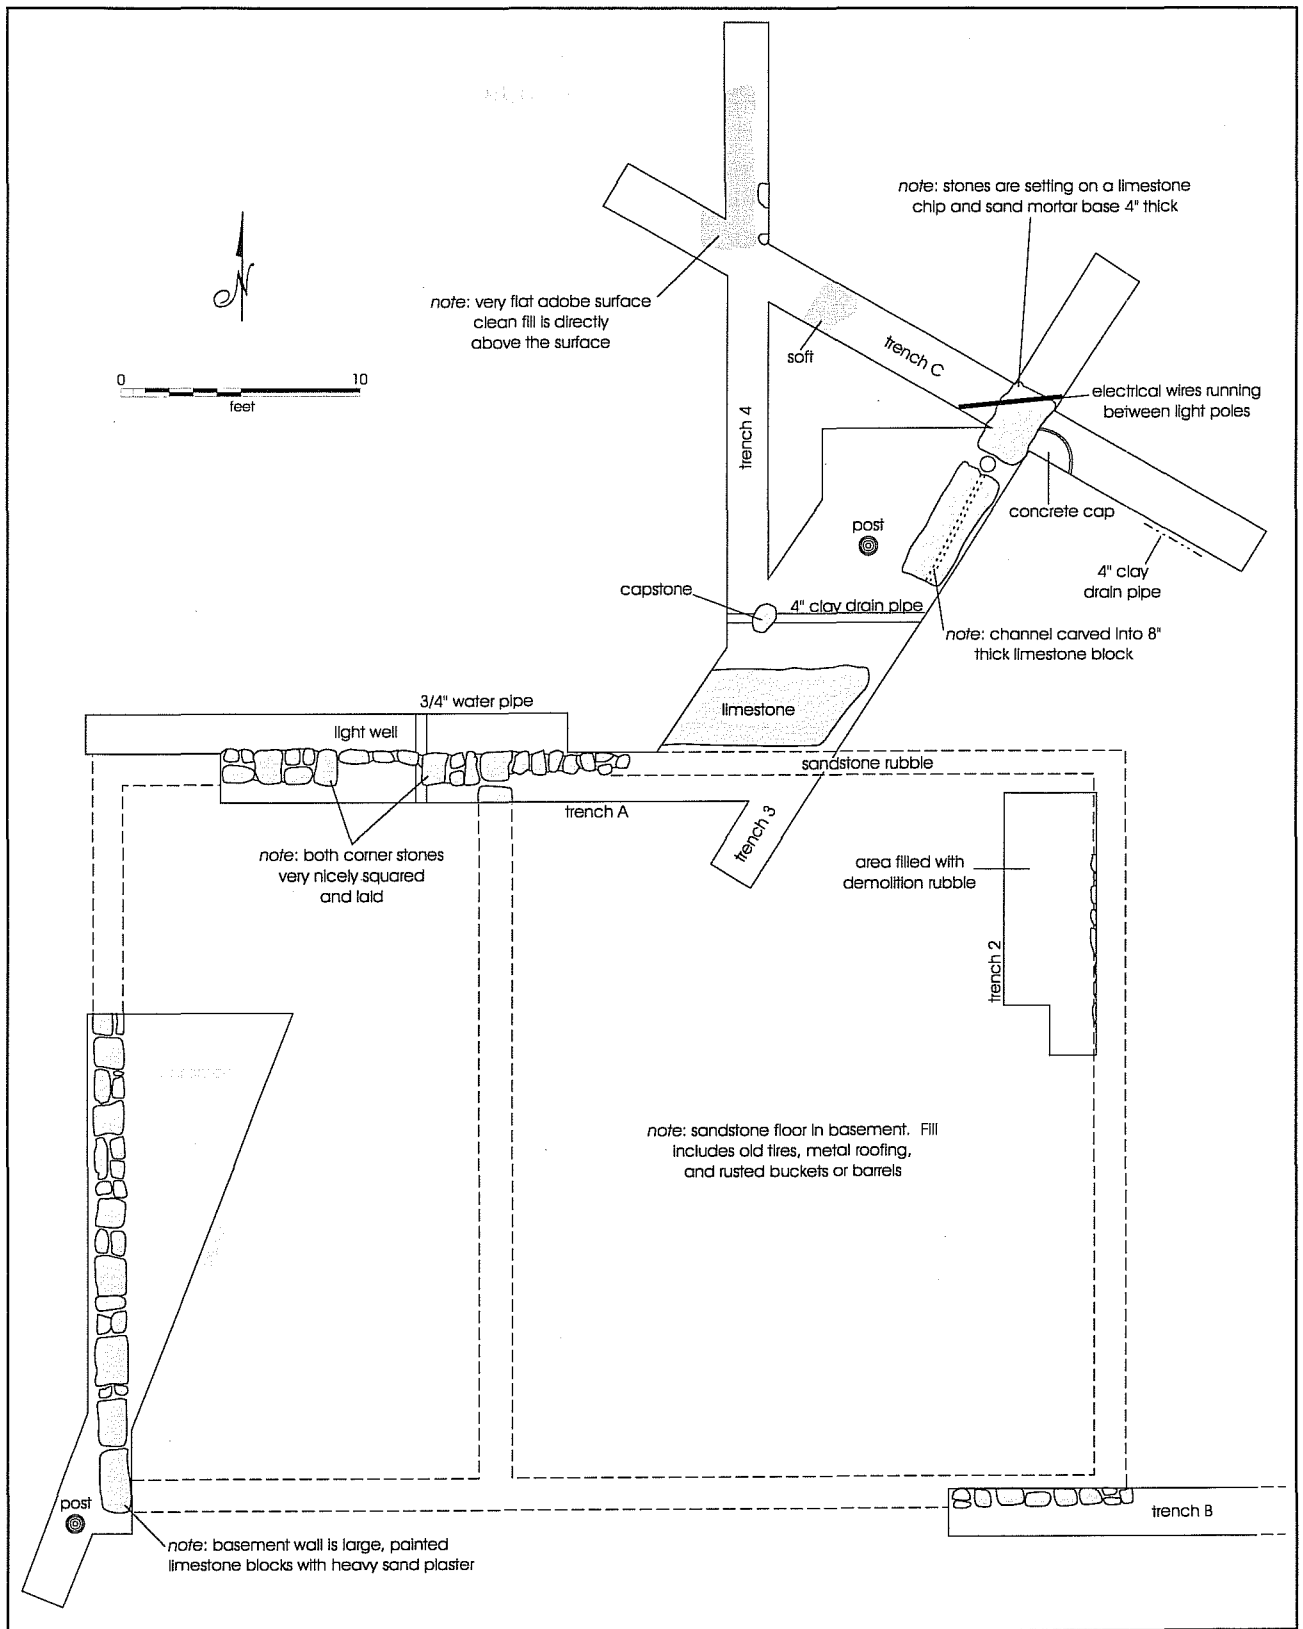 note: stones are setting on a limestone
chip and sand mortar base 4" thick
N
note: very flat adobe surface
clean fill is directly
above the surface
soft
trench C
0 10
feet
electrical wires running
between light poles
trench 4
concrete cap
post
4" clay
drain pipe
capstone
4" clay drain pipe
note: channel carved into 8"
thick limestone block
3/4" water pipe
limestone
light well
sandstone rubble
trench A
trench 3
note: both corner stones
very nicely squared
and laid
area filled with
demolition rubble
trench 2
note: sandstone floor in basement. Fill
includes old tires, metal roofing,
and rusted buckets or barrels
post
trench B
note: basement wall is large, painted
limestone blocks with heavy sand plaster